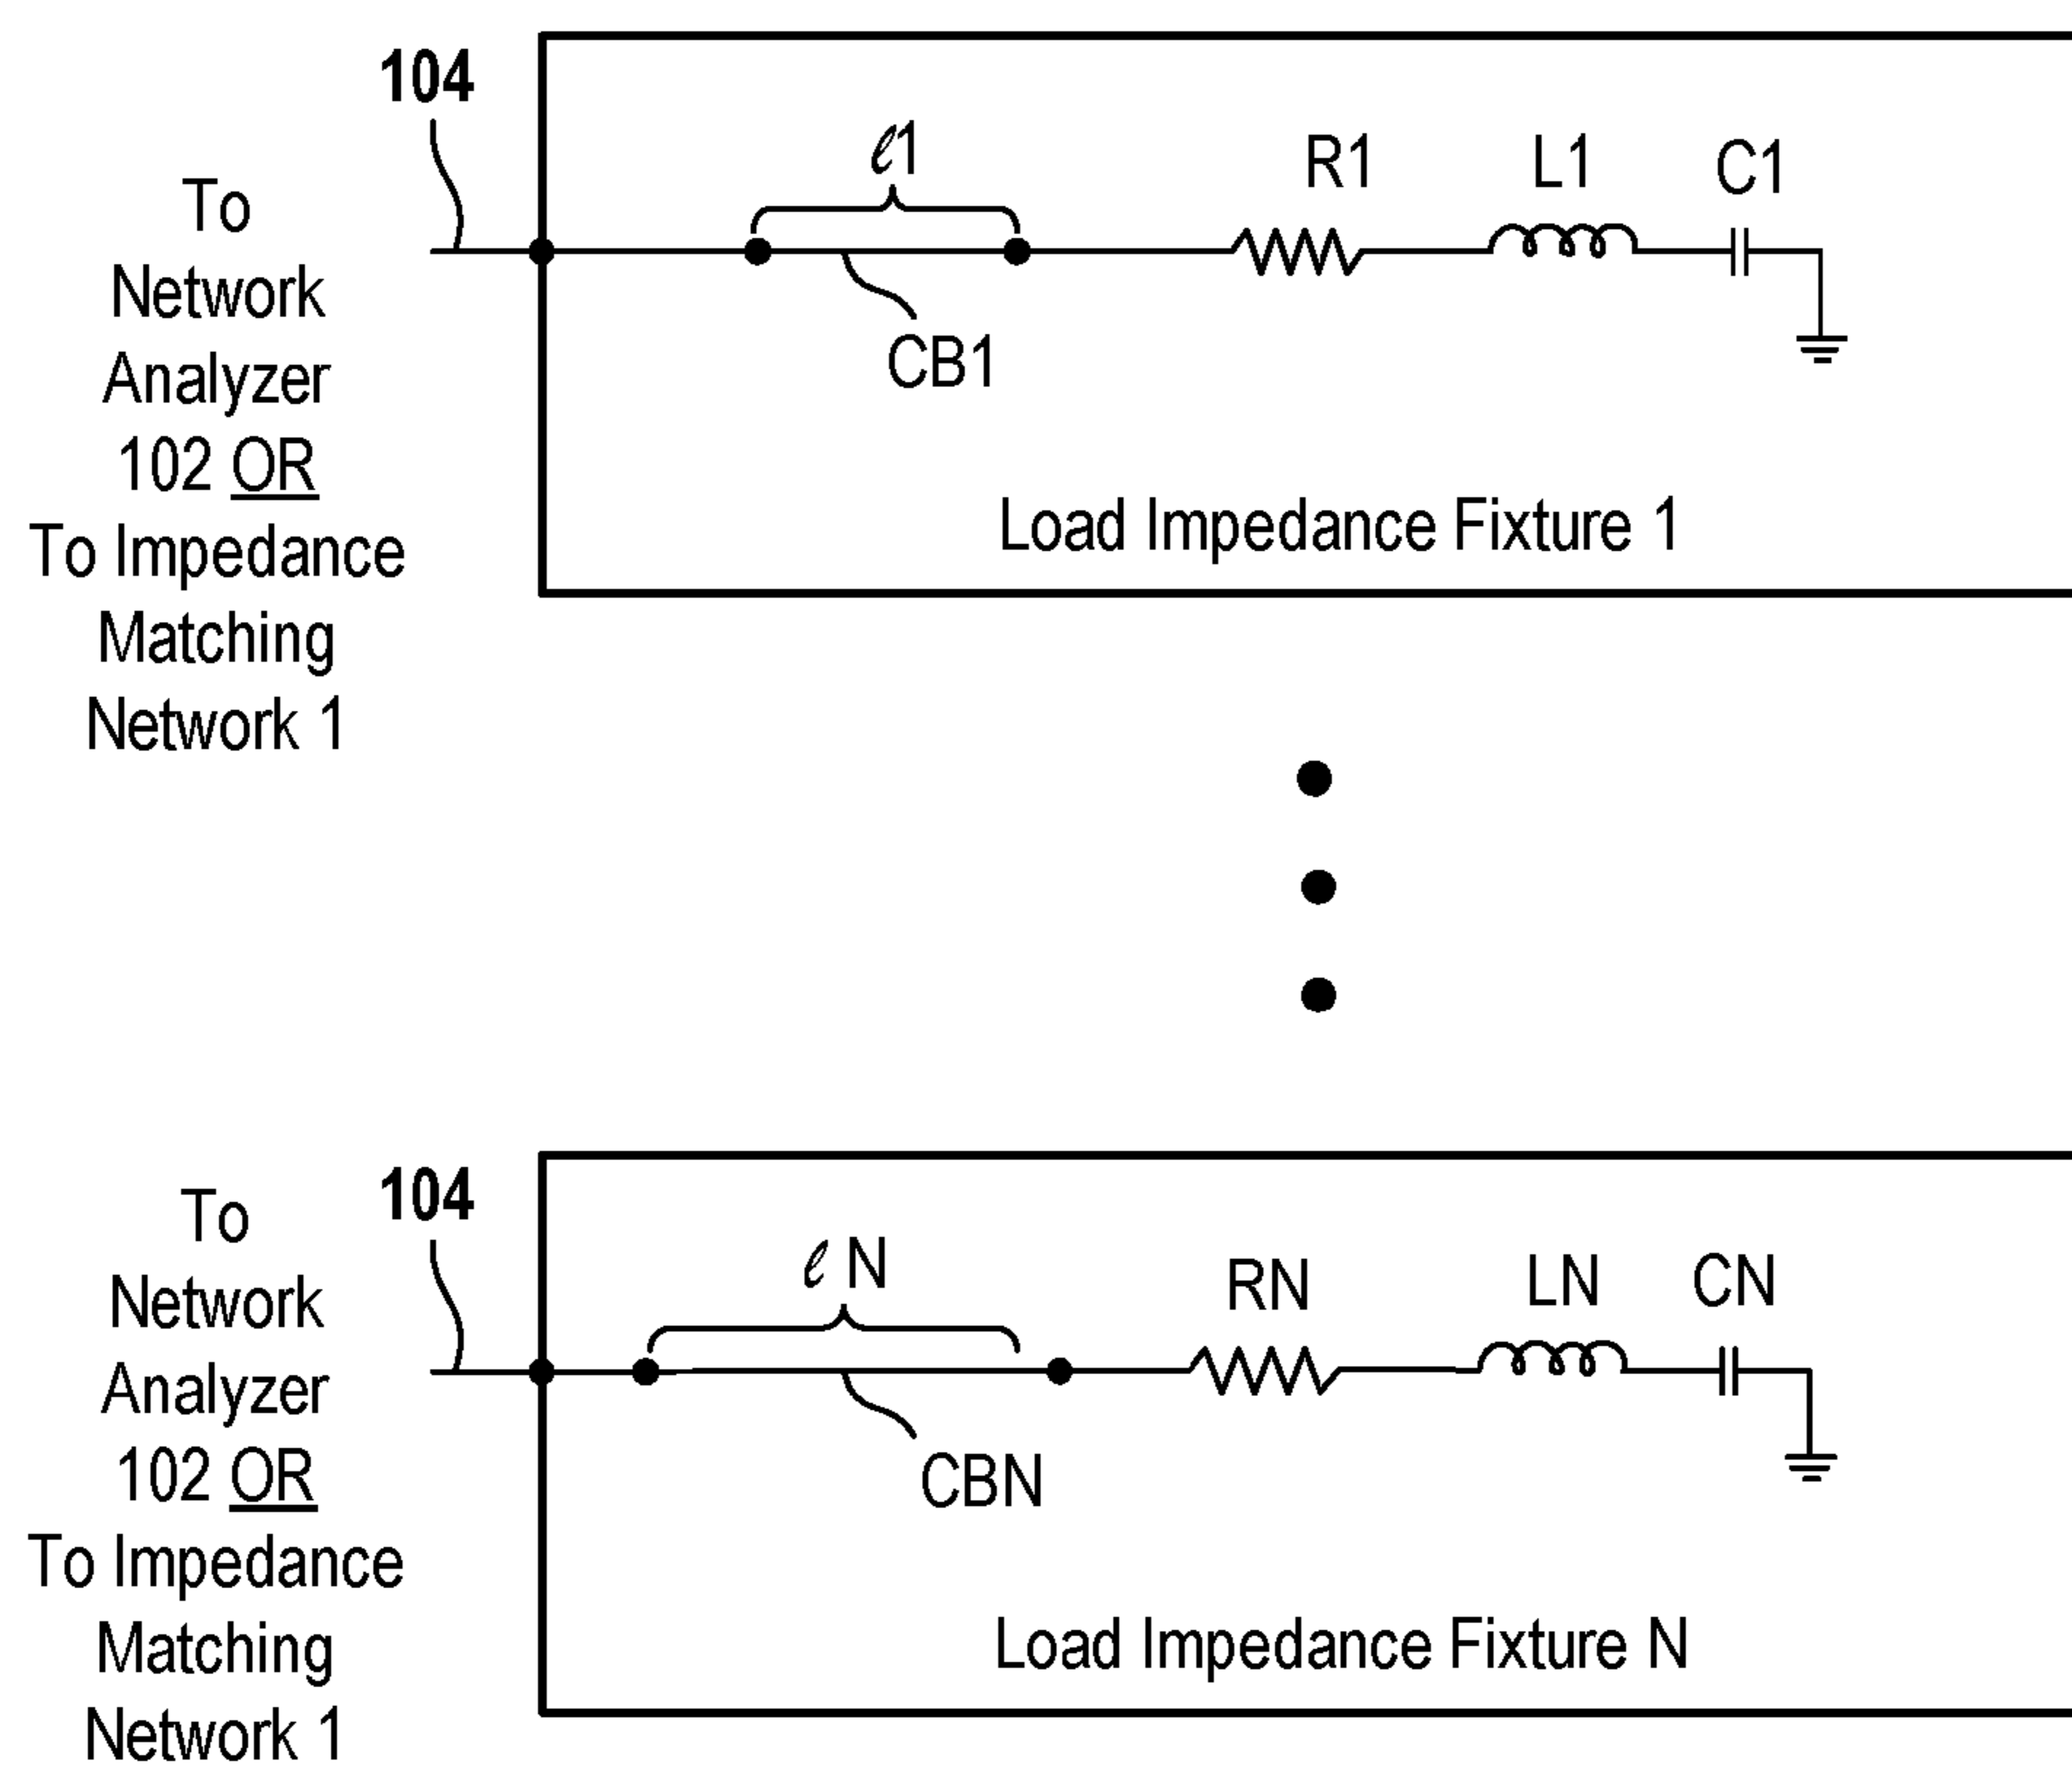 104
To
Network
Analyzer
102 OR
To Impedance
Matching
Network 1
ℓ1
R1
L1
C1
CB1
Load Impedance Fixture 1
104
To
Network
Analyzer
102 OR
To Impedance
Matching
Network 1
ℓ N
RN
LN
CN
CBN
Load Impedance Fixture N